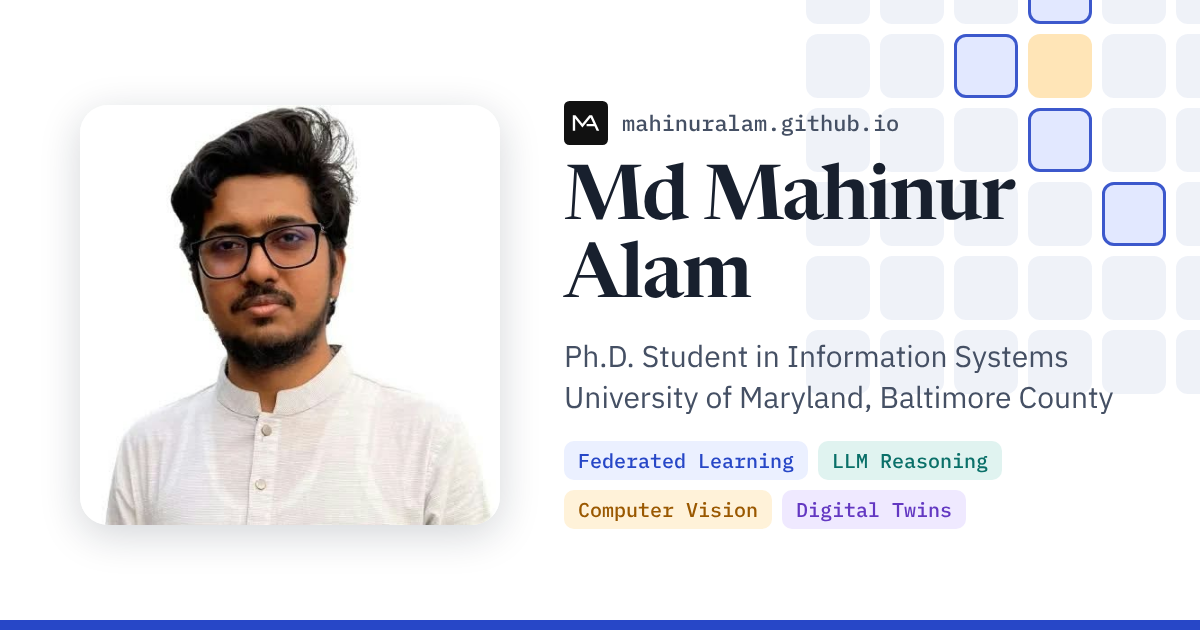 MA
mahinuralam.github.io
Md Mahinur
Alam
Ph.D. Student in Information Systems
University of Maryland, Baltimore County
Federated Learning
LLM Reasoning
Computer Vision
Digital Twins